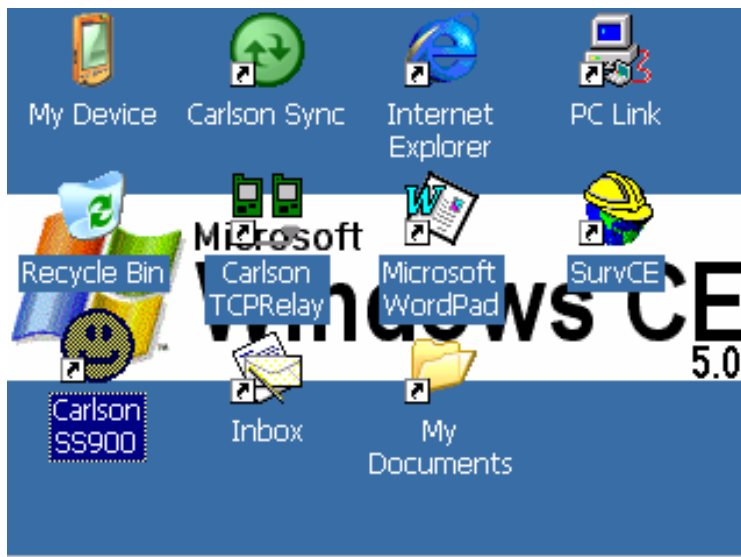 My Device
Carlson Sync
Internet
Explorer
PC Link
Recycle Bin
Carlson
TCPRelay
Microsoft
WordPad
SurvCE
Microsoft
Windows CE
5.0
Carlson
SS900
Inbox
My
Documents